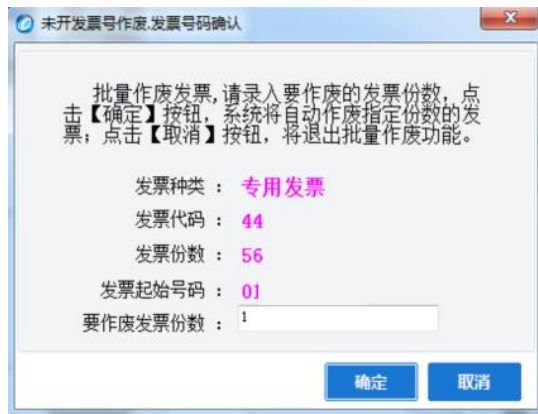 未开发票号作废.发票号码确认
批量作废发票,请录入要作废的发票份数，点
击【确定】按钮，系统将自动作废指定份数的发
票；点击【取消】按钮，将退出批量作废功能。
发票种类 ： 专用发票
发票代码 ： 44
发票份数 ： 56
发票起始号码 ： 01
要作废发票份数 ： 1
确定 取消